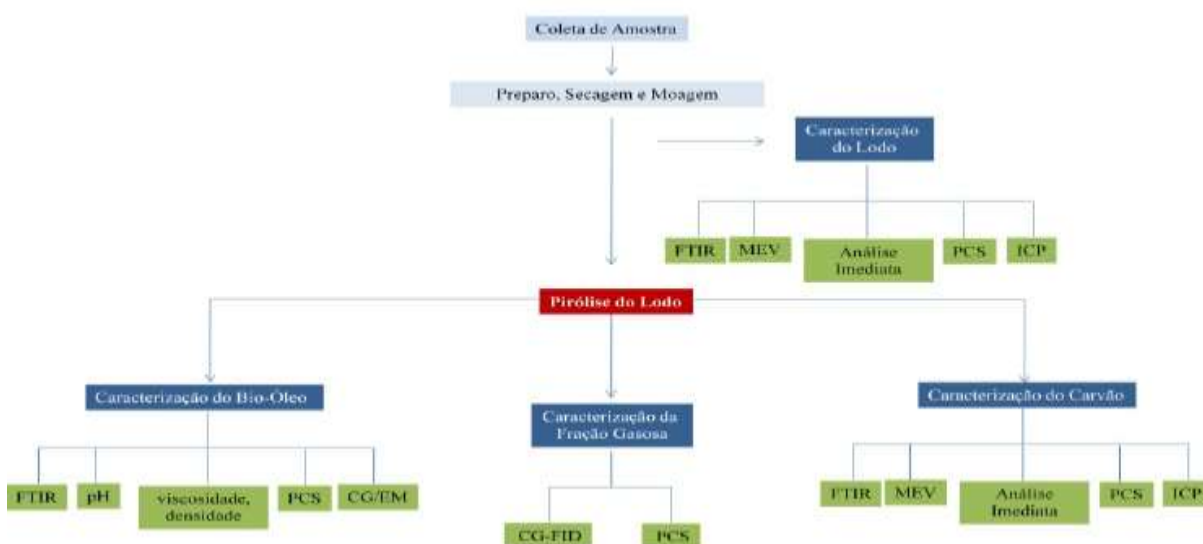 Coleta de Amostra
Preparo, Secagem e Moagem
Caracterização
do Lodo
FTIR
MEV
Análise
Imediata
PCS
ICP
Pirólise do Lodo
Caracterização do Bio-Óleo
Caracterização da
Fração Gasosa
Caracterização do Carvão
FTIR
pH
viscosidade,
densidade
PCS
CG/EM
CG-FID
PCS
FTIR
MEV
Análise
Imediata
PCS
ICP